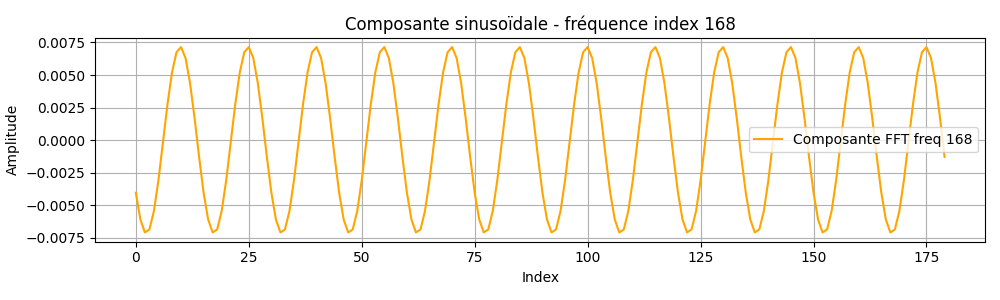 Composante sinusoïdale - fréquence index 168
0.0075
0.0050
0.0025
0.0000
−0.0025
−0.0050
−0.0075
Amplitude
Composante FFT freq 168
0 25 50 75 100 125 150 175
Index